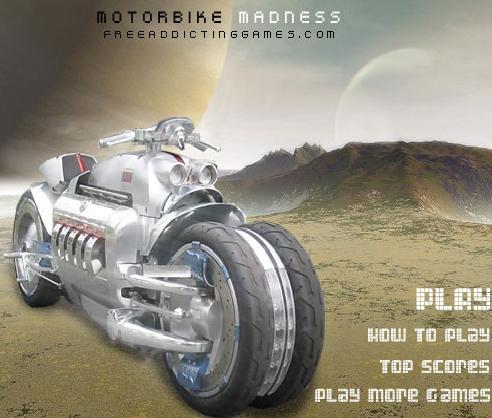 MOTORBIKE MADNESS
FREEADDICTINGGAMES.COM
PLAY
HOW TO PLAY
TOP SCORES
PLAY MORE GAMES